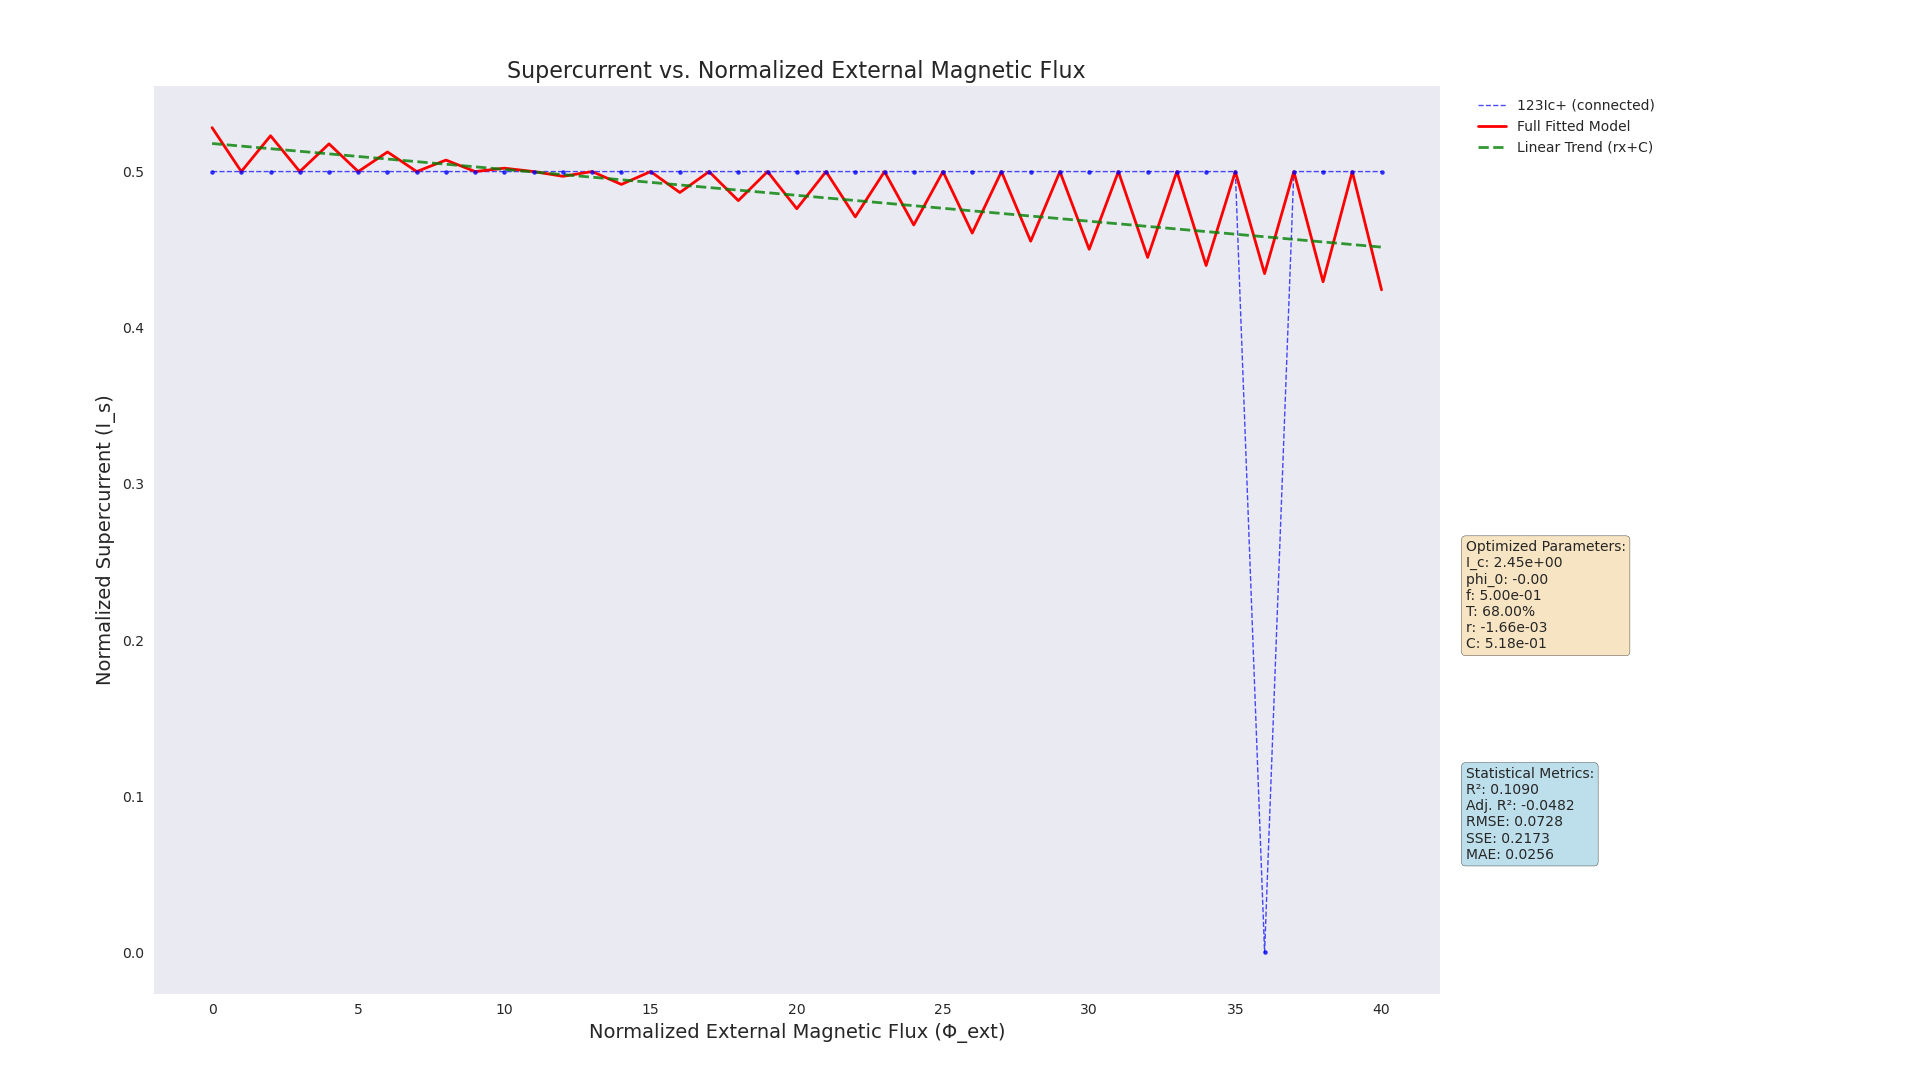 Supercurrent vs. Normalized External Magnetic Flux
123Ic+ (connected)
Full Fitted Model
Linear Trend (rx+C)
Normalized Supercurrent (I_s)
0.5
0.4
0.3
0.2
0.1
0.0
0 5 10 15 20 25 30 35 40
Normalized External Magnetic Flux (Φ_ext)
Optimized Parameters:
I_c: 2.45e+00
phi_0: -0.00
f: 5.00e-01
T: 68.00%
r: -1.66e-03
C: 5.18e-01
Statistical Metrics:
R²: 0.1090
Adj. R²: -0.0482
RMSE: 0.0728
SSE: 0.2173
MAE: 0.0256